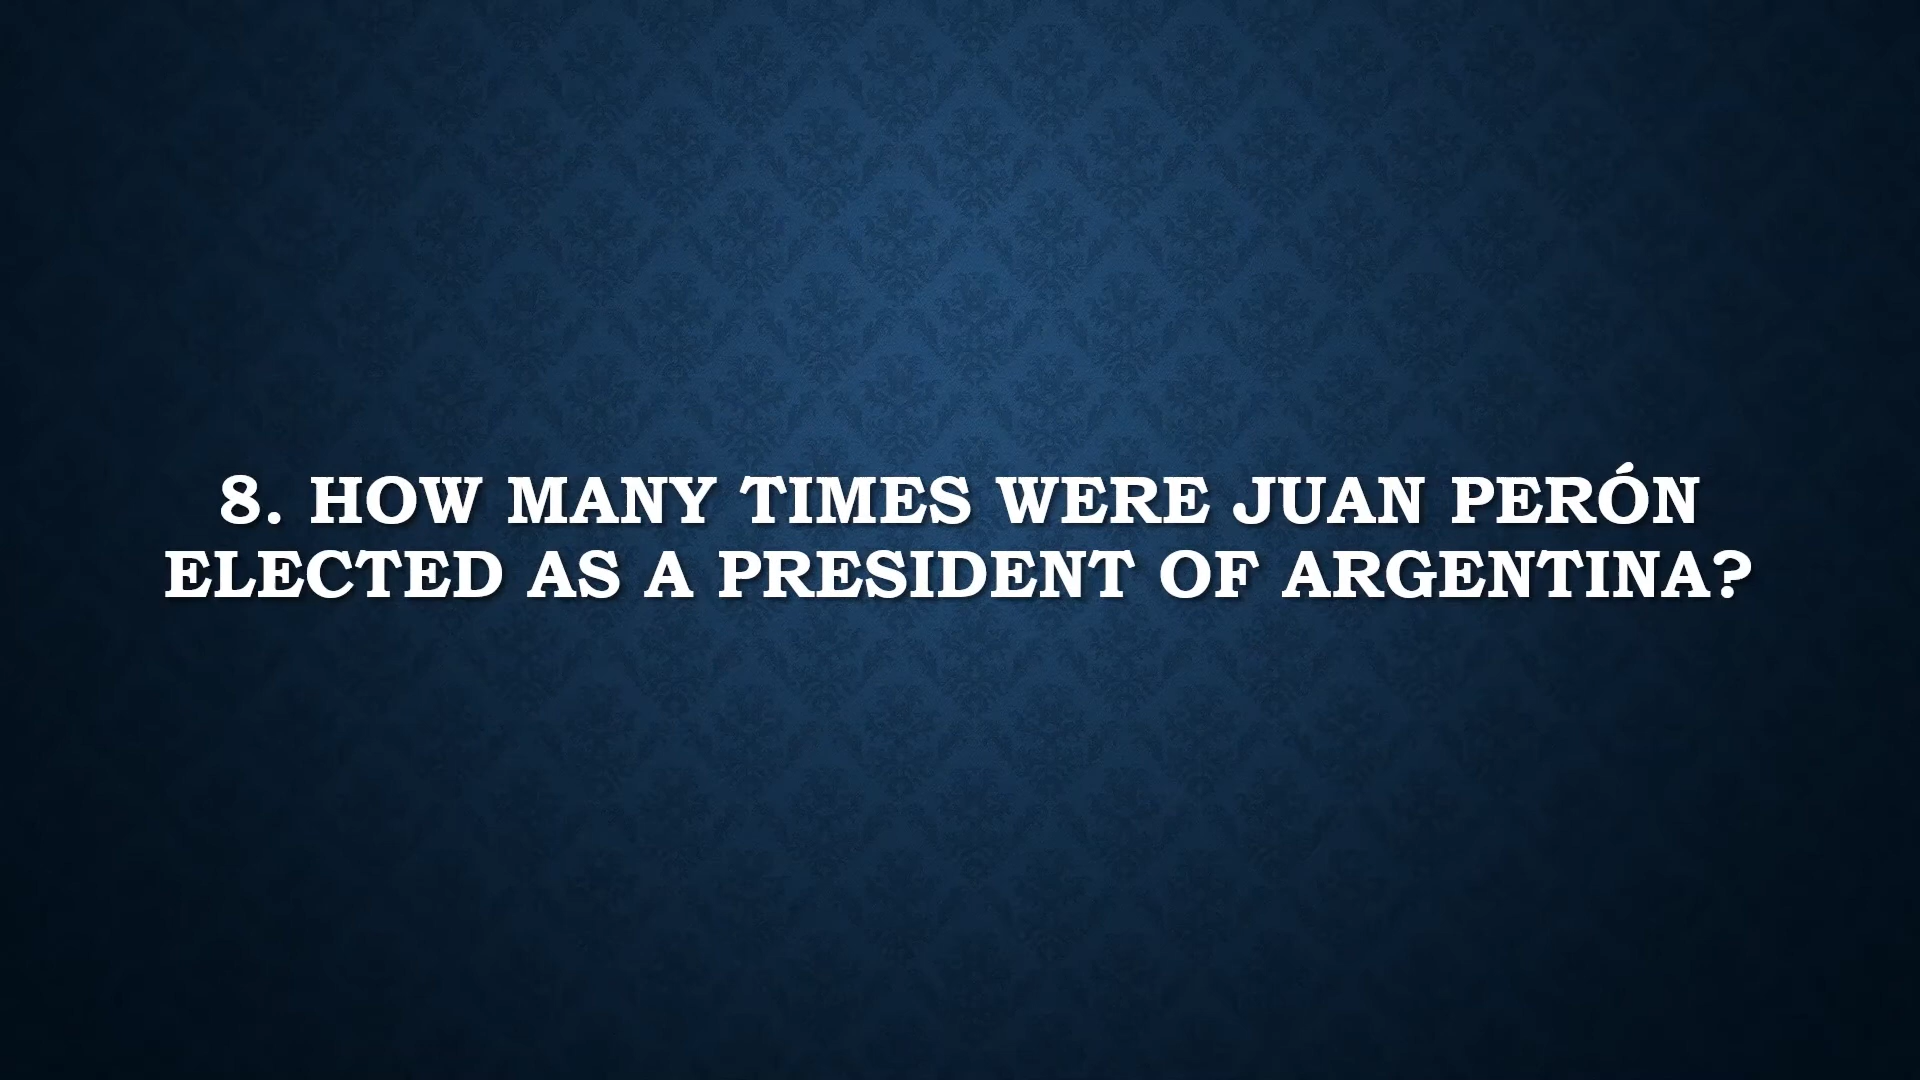 8. HOW MANY TIMES WERE JUAN PERÓN
ELECTED AS A PRESIDENT OF ARGENTINA?